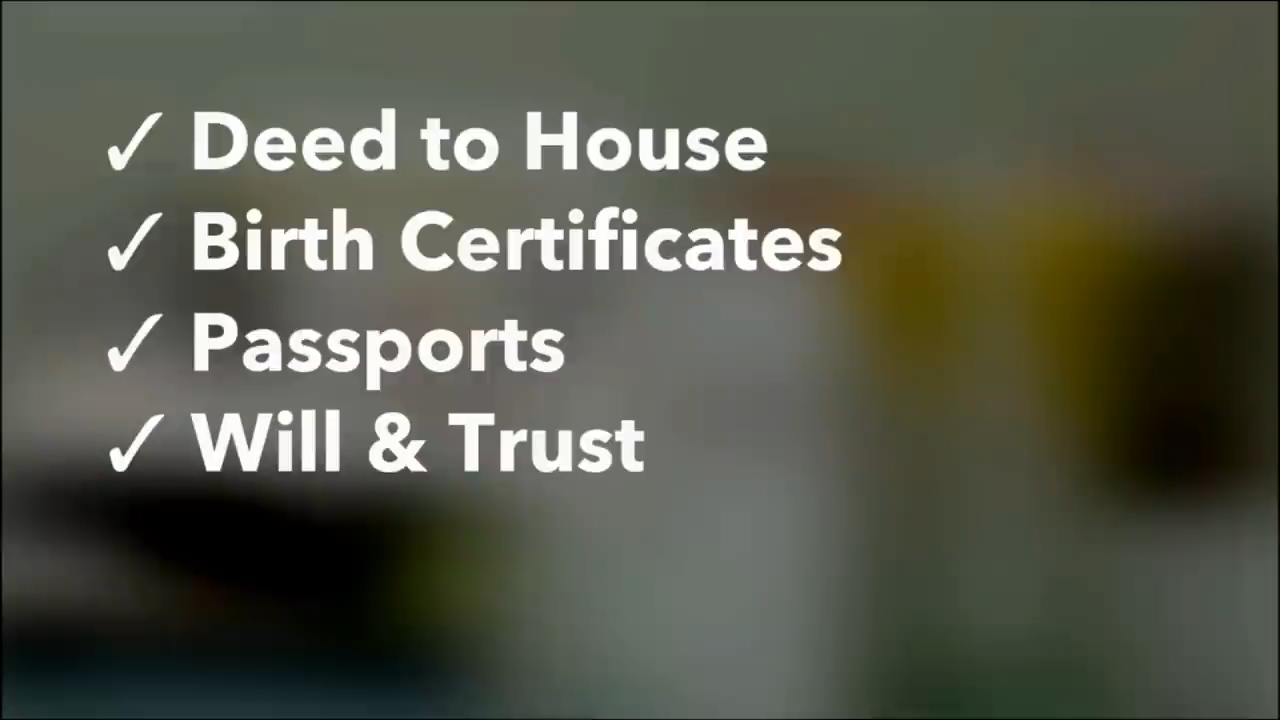 ✓ Deed to House
✓ Birth Certificates
✓ Passports
✓ Will & Trust